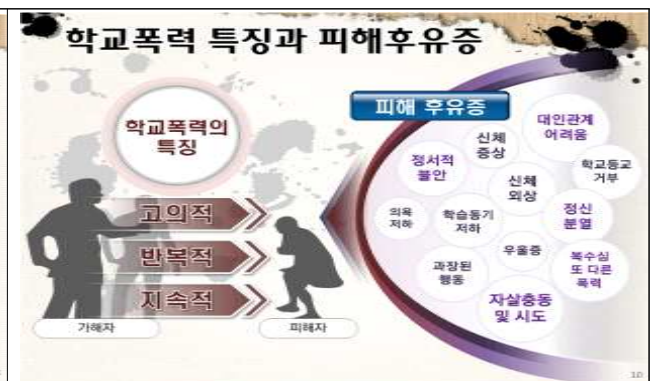 학교폭력 특징과 피해후유증
학교폭력의
특징
고의적
반복적
지속적
가해자
피해자
피해 후유증
대인관계
어려움
신체
증상
정서적
불안
학교등교
거부
신체
외상
의욕
저하
학습동기
저하
정신
분열
우울증
과장된
행동
복수심
또 다른
폭력
자살충동
및 시도
10